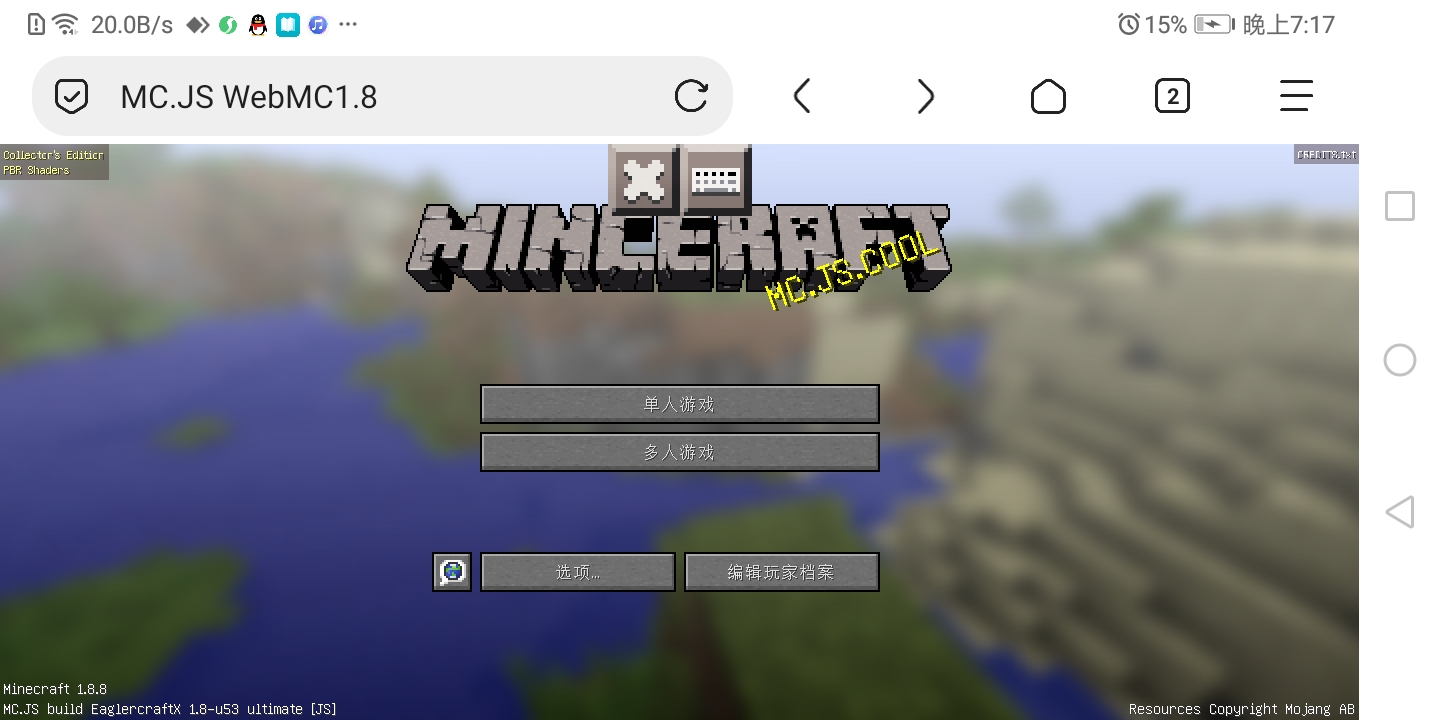 20.0B/s
15% 晚上7:17
MC.JS WebMC1.8
2
Collector's Edition
PBR Shaders
CREDITS.txt
MINECRAFT
MC.JS.COOL
单人游戏
多人游戏
选项...
编辑玩家档案
Minecraft 1.8.8
MC.JS build EaglercraftX 1.8-u53 ultimate [JS]
Resources Copyright Mojang AB